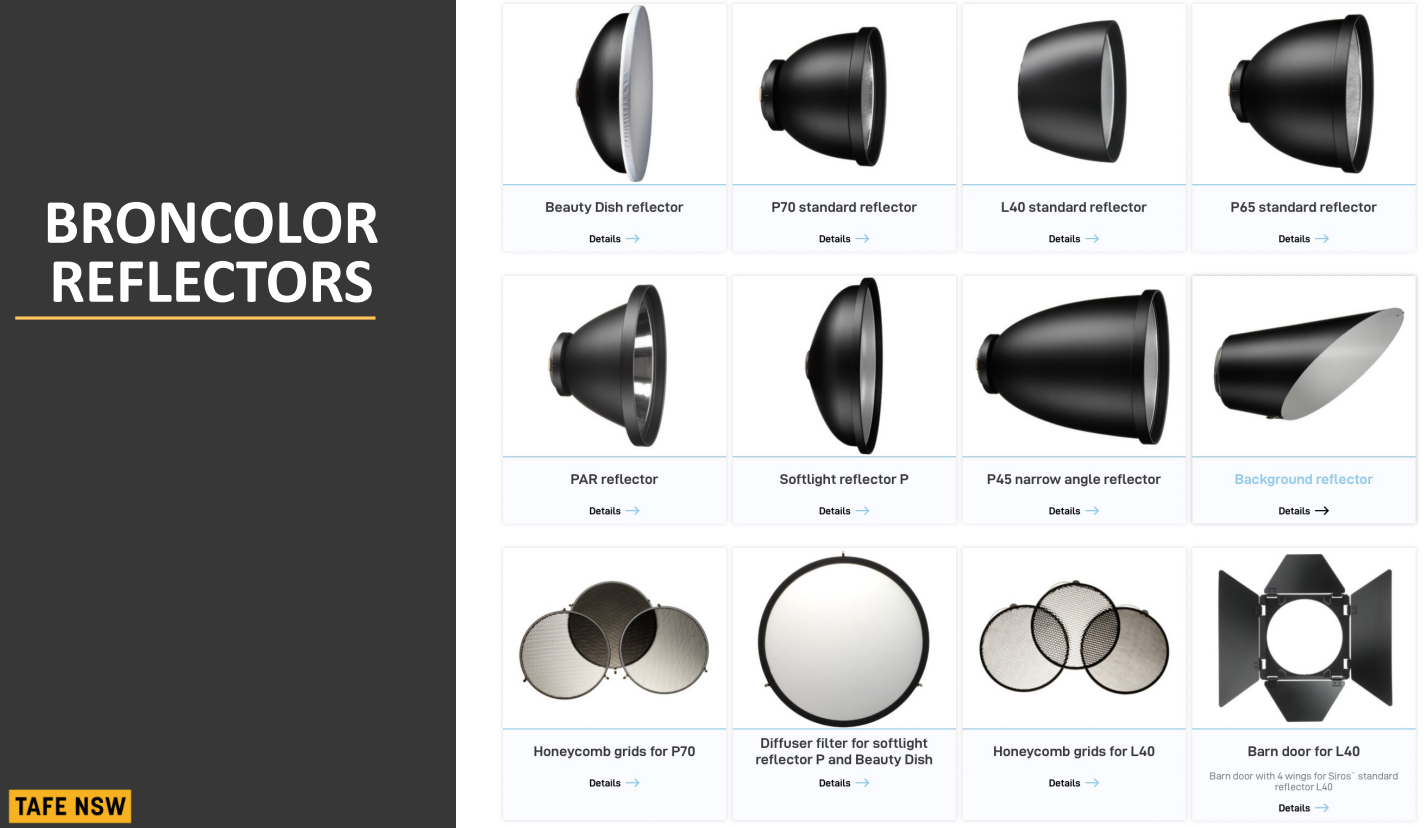 BRONCOLOR
REFLECTORS
TAFE NSW
Beauty Dish reflector
Details
P70 standard reflector
Details
L40 standard reflector
Details
P65 standard reflector
Details
PAR reflector
Details
Softlight reflector P
Details
P45 narrow angle reflector
Details
Background reflector
Details
Honeycomb grids for P70
Details
Diffuser filter for softlight
reflector P and Beauty Dish
Details
Honeycomb grids for L40
Details
Barn door for L40
Barn door with 4 wings for Siros` standard
reflector L40
Details